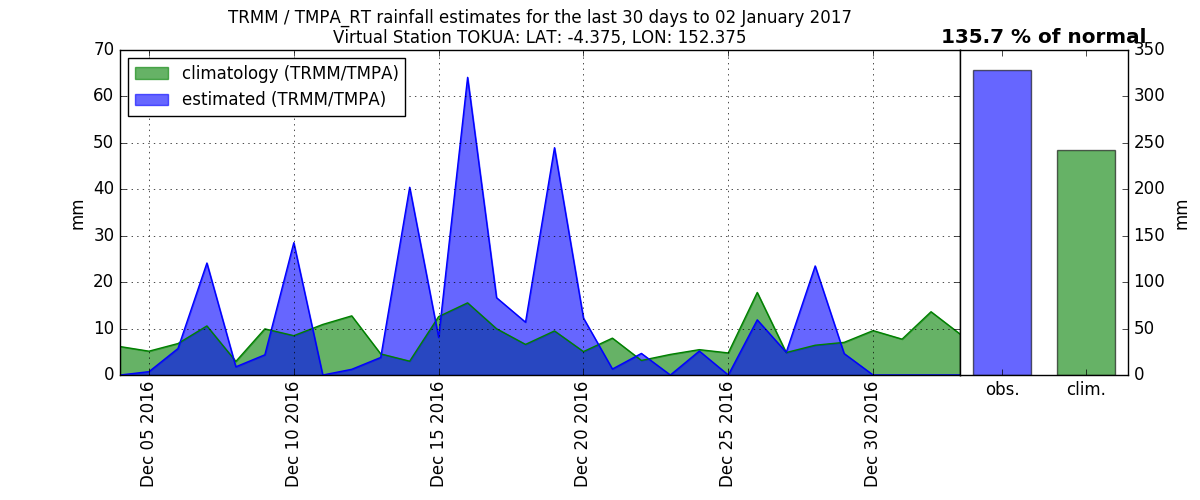 TRMM / TMPA_RT rainfall estimates for the last 30 days to 02 January 2017
Virtual Station TOKUA: LAT: -4.375, LON: 152.375
135.7 % of normal
climatology (TRMM/TMPA)
estimated (TRMM/TMPA)
70
60
50
40
30
20
10
0
mm
Dec 05 2016
Dec 10 2016
Dec 15 2016
Dec 20 2016
Dec 25 2016
Dec 30 2016
350
300
250
200
150
100
50
0
mm
obs.
clim.